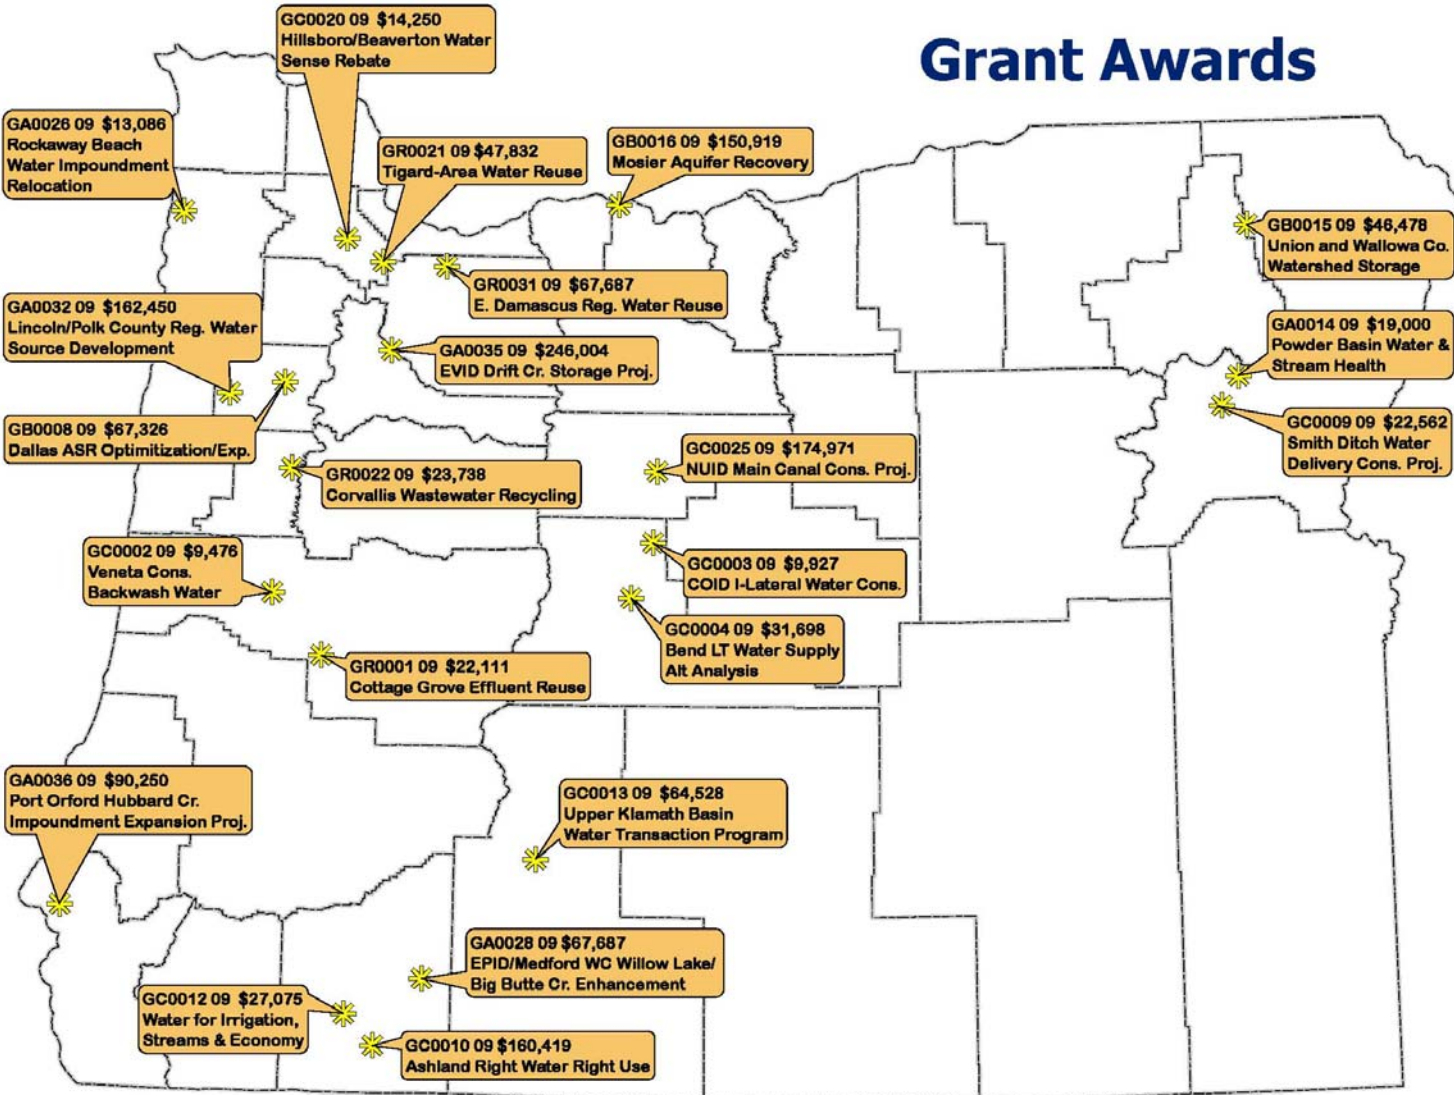 Grant Awards
GC0020 09 $14,250
Hillsboro/Beaverton Water
Sense Rebate
GA0026 09 $13,086
Rockaway Beach
Water Impoundment
Relocation
GR0021 09 $47,832
Tigard-Area Water Reuse
GB0016 09 $150,919
Mosier Aquifer Recovery
GB0015 09 $46,478
Union and Wallowa Co.
Watershed Storage
GR0031 09 $67,687
E. Damascus Reg. Water Reuse
GA0032 09 $162,450
Lincoln/Polk County Reg. Water
Source Development
GA0014 09 $19,000
Powder Basin Water &
Stream Health
GA0035 09 $246,004
EVID Drift Cr. Storage Proj.
GB0008 09 $67,326
Dallas ASR Optimitization/Exp.
GC0009 09 $22,562
Smith Ditch Water
Delivery Cons. Proj.
GC0025 09 $174,971
NUID Main Canal Cons. Proj.
GR0022 09 $23,738
Corvallis Wastewater Recycling
GC0002 09 $9,476
Veneta Cons.
Backwash Water
GC0003 09 $9,927
COID I-Lateral Water Cons.
GC0004 09 $31,698
Bend LT Water Supply
Alt Analysis
GR0001 09 $22,111
Cottage Grove Effluent Reuse
GA0036 09 $90,250
Port Orford Hubbard Cr.
Impoundment Expansion Proj.
GC0013 09 $64,528
Upper Klamath Basin
Water Transaction Program
GA0028 09 $67,687
EPID/Medford WC Willow Lake/
Big Butte Cr. Enhancement
GC0012 09 $27,075
Water for Irrigation,
Streams & Economy
GC0010 09 $160,419
Ashland Right Water Right Use